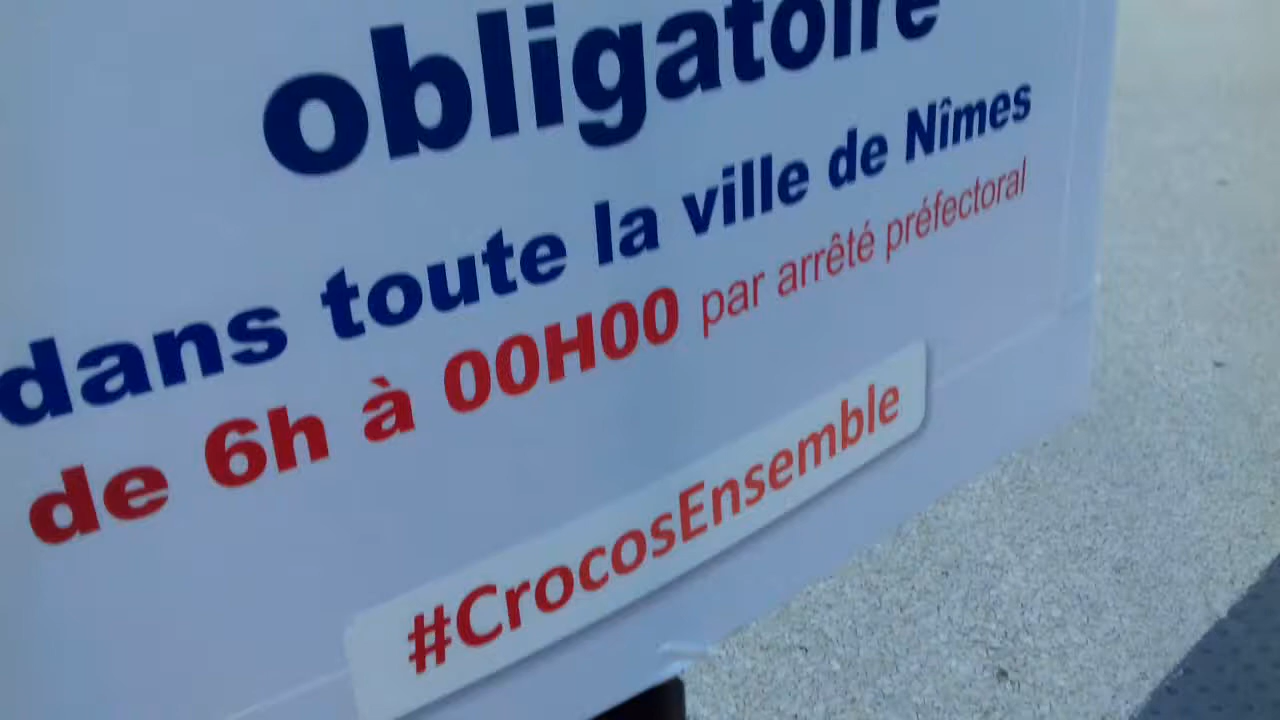 obligatoire
dans toute la ville de Nîmes
de 6h à 00H00 par arrêté préfectoral
#CrocosEnsemble